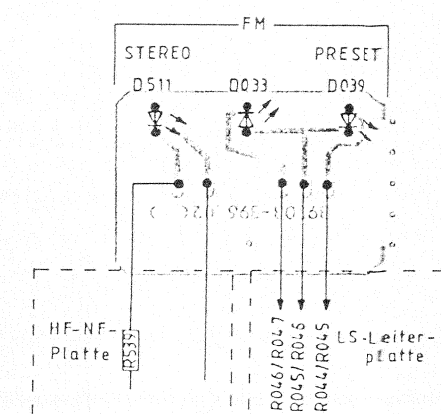 FM
STEREO PRESET
D511 D033 D039
HF-NF-
Platte
R539
R046/R047
R045/R046
R044/R045
LS-Leiter-
platte